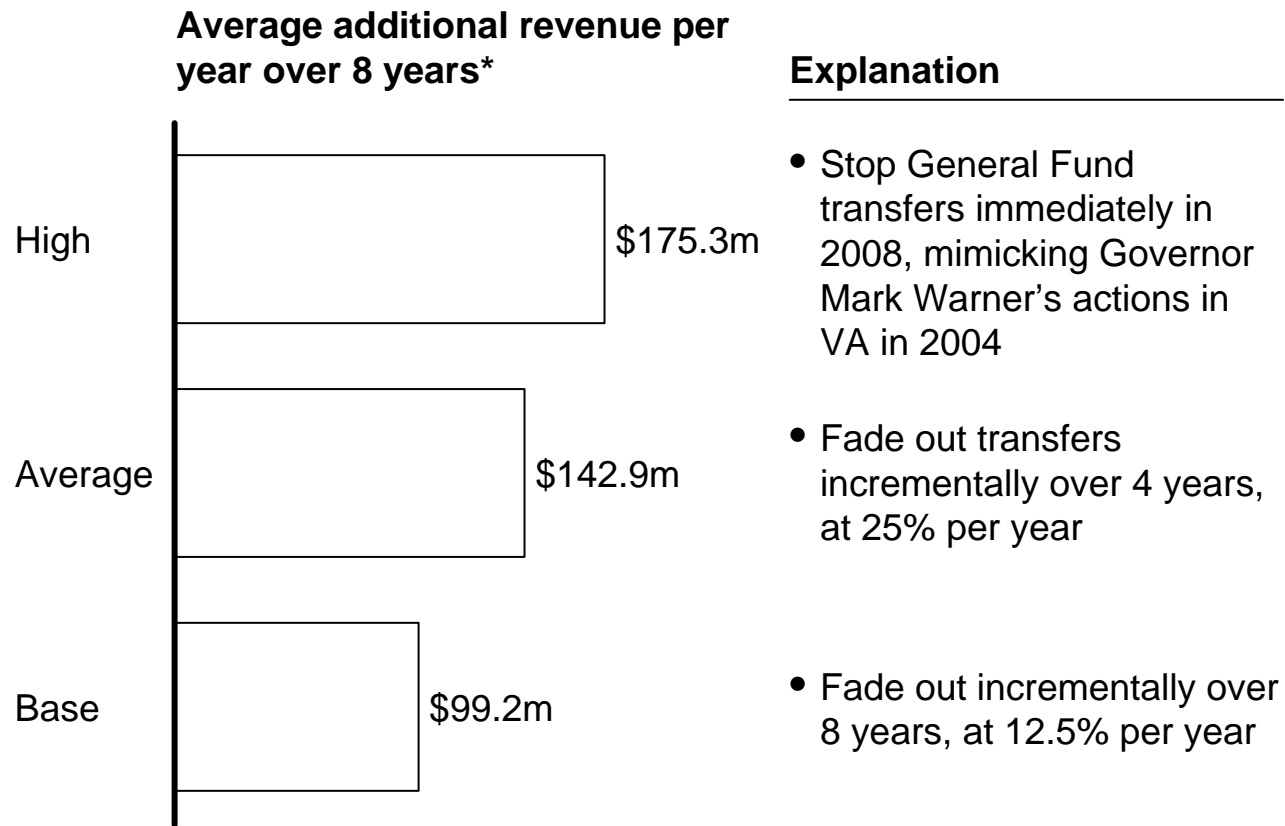 Average additional revenue per
year over 8 years*
Explanation
High
$175.3m
• Stop General Fund
transfers immediately in
2008, mimicking Governor
Mark Warner’s actions in
VA in 2004
Average
$142.9m
• Fade out transfers
incrementally over 4 years,
at 25% per year
Base
$99.2m
• Fade out incrementally over
8 years, at 12.5% per year